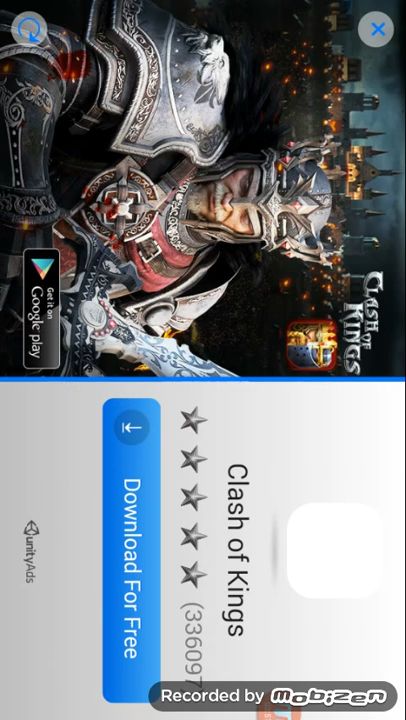 CLASH OF
KINGS
Get it on
Google play
Clash of Kings
(336097
Download For Free
unityAds
Recorded by mobizen